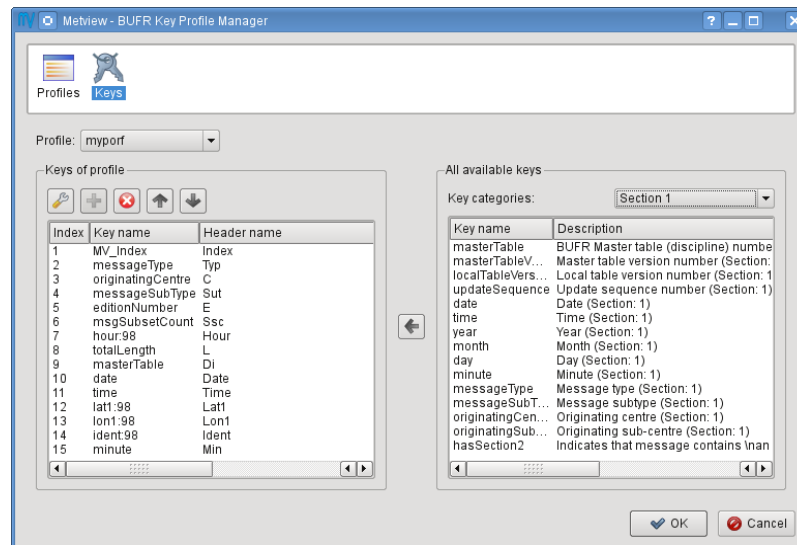 Metview - BUFR Key Profile Manager
Profiles Keys
Profile: myporf
Keys of profile
Index Key name Header name
1 MV_Index Index
2 messageType Typ
3 originatingCentre C
4 messageSubType Sut
5 editionNumber E
6 msgSubsetCount Ssc
7 hour:98 Hour
8 totalLength L
9 masterTable Di
10 date Date
11 time Time
12 lat1:98 Lat1
13 lon1:98 Lon1
14 ident:98 Ident
15 minute Min
All available keys
Key categories: Section 1
Key name Description
masterTable BUFR Master table (discipline) numbe
masterTableV... Master table version number (Section:
localTableVers... Local table version number (Section: 1
updateSequence Update sequence number (Section: 1)
date Date (Section: 1)
time Time (Section: 1)
year Year (Section: 1)
month Month (Section: 1)
day Day (Section: 1)
minute Minute (Section: 1)
messageType Message type (Section: 1)
messageSubT... Message subtype (Section: 1)
originatingCen... Originating centre (Section: 1)
originatingSub... Originating sub-centre (Section: 1)
hasSection2 Indicates that message contains \nan
OK Cancel